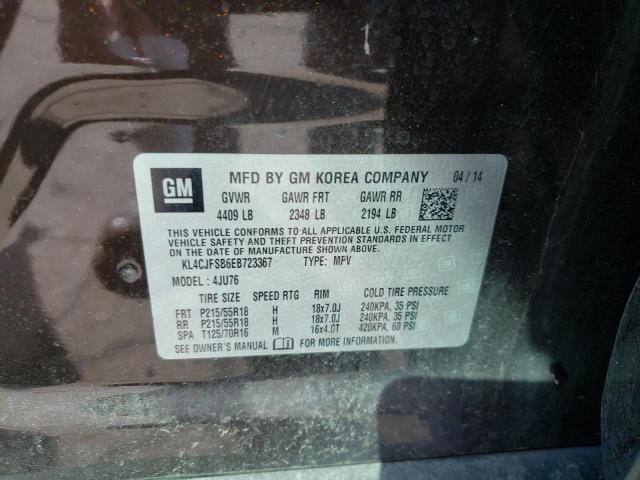 GM
MFD BY GM KOREA COMPANY 04 / 14
GVWR GAWR FRT GAWR RR
4409 LB 2348 LB 2194 LB
THIS VEHICLE CONFORMS TO ALL APPLICABLE U.S. FEDERAL MOTOR
VEHICLE SAFETY AND THEFT PREVENTION STANDARDS IN EFFECT ON
THE DATE OF MANUFACTURE SHOWN ABOVE.
KL4CJFSB6EB723367 TYPE: MPV
MODEL : 4JU76
TIRE SIZE SPEED RTG RIM COLD TIRE PRESSURE
FRT P215/55R18 H 18x7.0J 240KPA, 35 PSI
RR P215/55R18 H 18x7.0J 240KPA, 35 PSI
SPA T125/70R16 M 16x4.0T 420KPA, 60 PSI
SEE OWNER'S MANUAL FOR MORE INFORMATION.